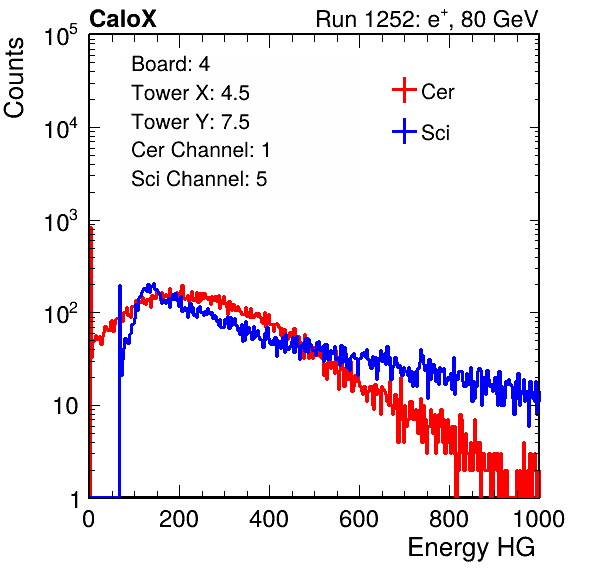 CaloX Run 1252: e⁺, 80 GeV
Counts
10⁵
10⁴
10³
10²
10
1
Board: 4
Tower X: 4.5
Tower Y: 7.5
Cer Channel: 1
Sci Channel: 5
Cer
Sci
0 200 400 600 800 1000
Energy HG